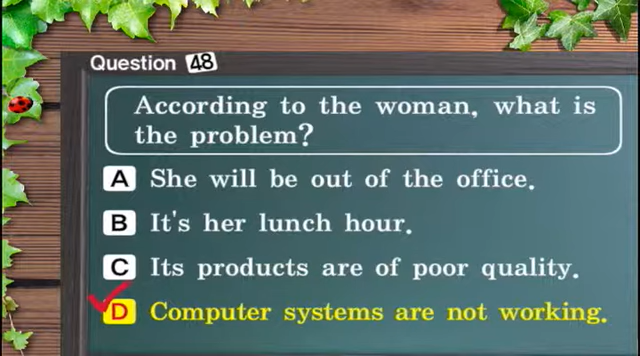 Question 48
According to the woman, what is
the problem?
A She will be out of the office.
B It's her lunch hour.
C Its products are of poor quality.
D Computer systems are not working.